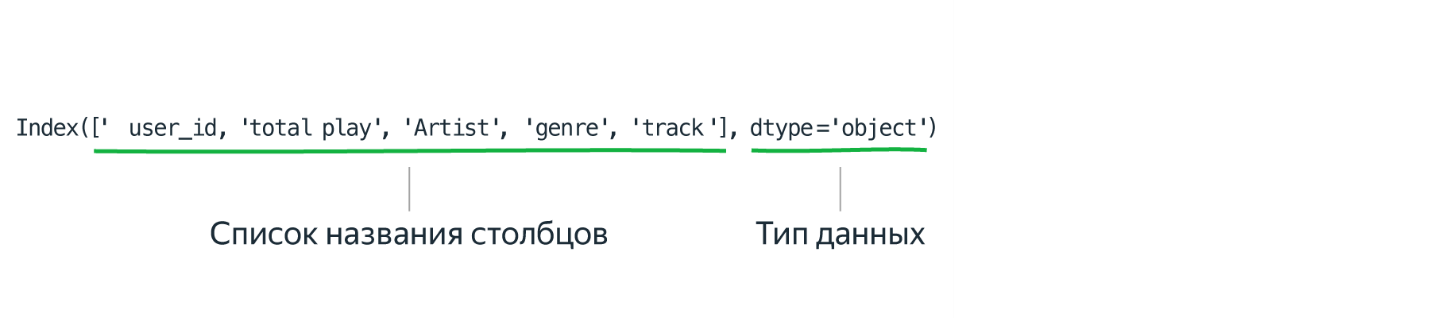 Index(['  user_id, 'total play', 'Artist', 'genre', 'track '], dtype='object')
Список названия столбцов
Тип данных